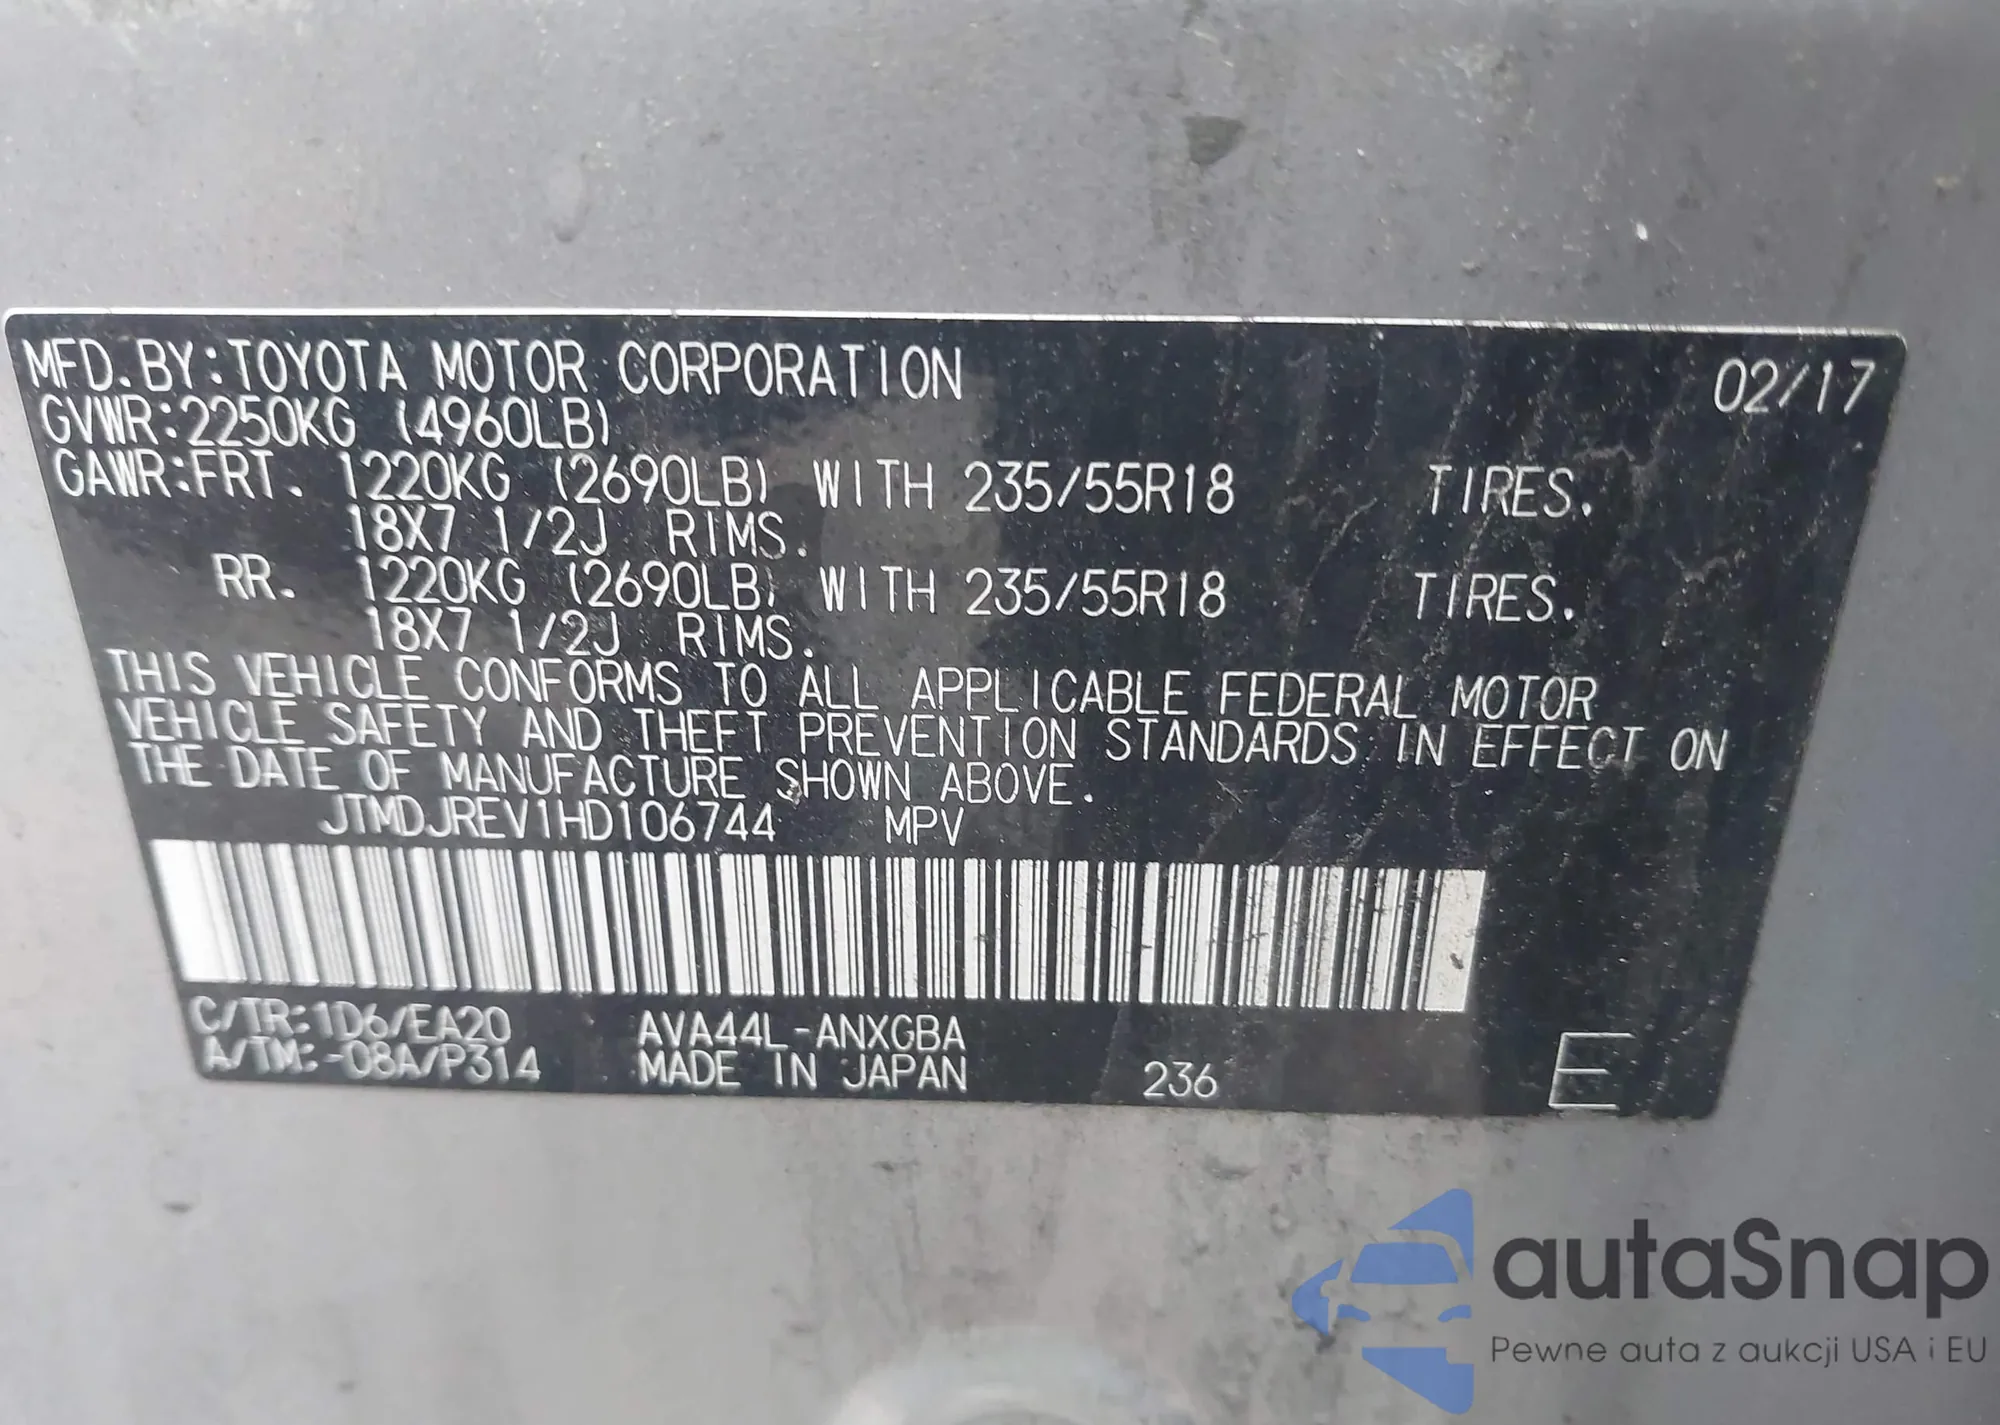 MFD. BY: TOYOTA MOTOR CORPORATION 02/17
GVWR: 2250KG (4960LB)
GAWR: FRT. 1220KG (2690LB) WITH 235/55R18 TIRES.
18X7 1/2J RIMS.
RR. 1220KG (2690LB) WITH 235/55R18 TIRES.
18X7 1/2J RIMS.
THIS VEHICLE CONFORMS TO ALL APPLICABLE FEDERAL MOTOR
VEHICLE SAFETY AND THEFT PREVENTION STANDARDS IN EFFECT ON
THE DATE OF MANUFACTURE SHOWN ABOVE.
JTMDJREV1HD106744 MPV
C/TR: 1D6/EA20 AVA44L-ANXGBA
A/TM: -08A/P314 MADE IN JAPAN 236 E
autaSnap
Pewne auta z aukcji USA i EU